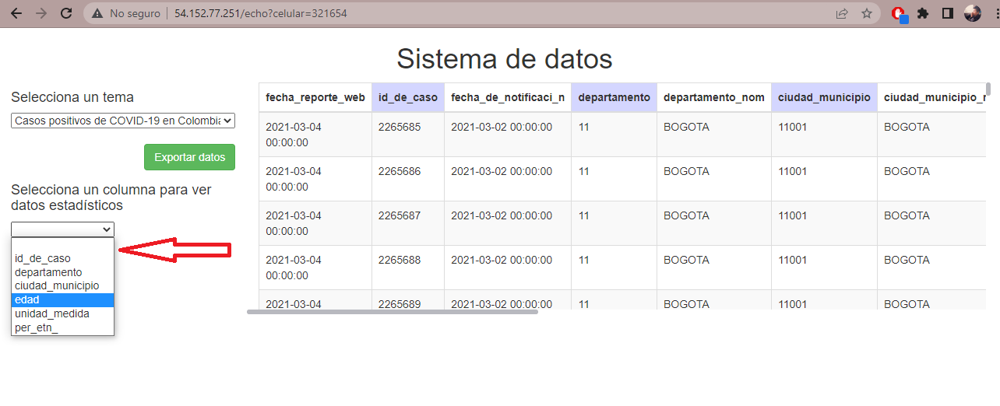 No seguro
54.152.77.251/echo?celular=321654
Sistema de datos
Selecciona un tema
Casos positivos de COVID-19 en Colombia
Exportar datos
Selecciona un columna para ver
datos estadísticos
id_de_caso
departamento
ciudad_municipio
edad
unidad_medida
per_etn_
fecha_reporte_web id_de_caso fecha_de_notificaci_n departamento departamento_nom ciudad_municipio ciudad_municipio_
2021-03-04 2265685 2021-03-02 00:00:00 11 BOGOTA 11001 BOGOTA
00:00:00
2021-03-04 2265686 2021-03-02 00:00:00 11 BOGOTA 11001 BOGOTA
00:00:00
2021-03-04 2265687 2021-03-02 00:00:00 11 BOGOTA 11001 BOGOTA
00:00:00
2021-03-04 2265688 2021-03-02 00:00:00 11 BOGOTA 11001 BOGOTA
00:00:00
2021-03-04 2265689 2021-03-02 00:00:00 11 BOGOTA 11001 BOGOTA